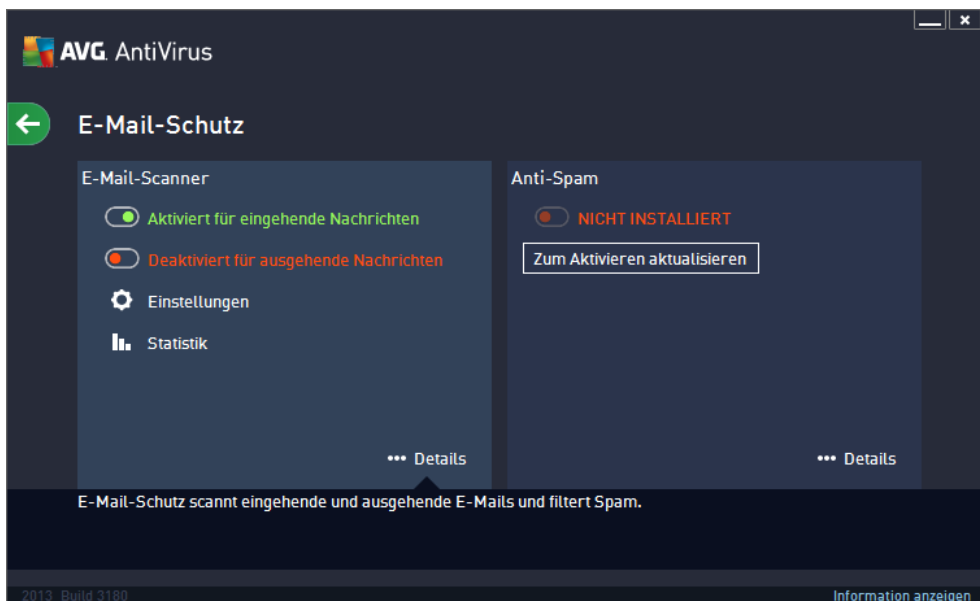 AVG. AntiVirus
E-Mail-Schutz
E-Mail-Scanner
Aktiviert für eingehende Nachrichten
Deaktiviert für ausgehende Nachrichten
Einstellungen
Statistik
••• Details
Anti-Spam
NICHT INSTALLIERT
Zum Aktivieren aktualisieren
••• Details
E-Mail-Schutz scannt eingehende und ausgehende E-Mails und filtert Spam.
2013 Build 3180
Information anzeigen